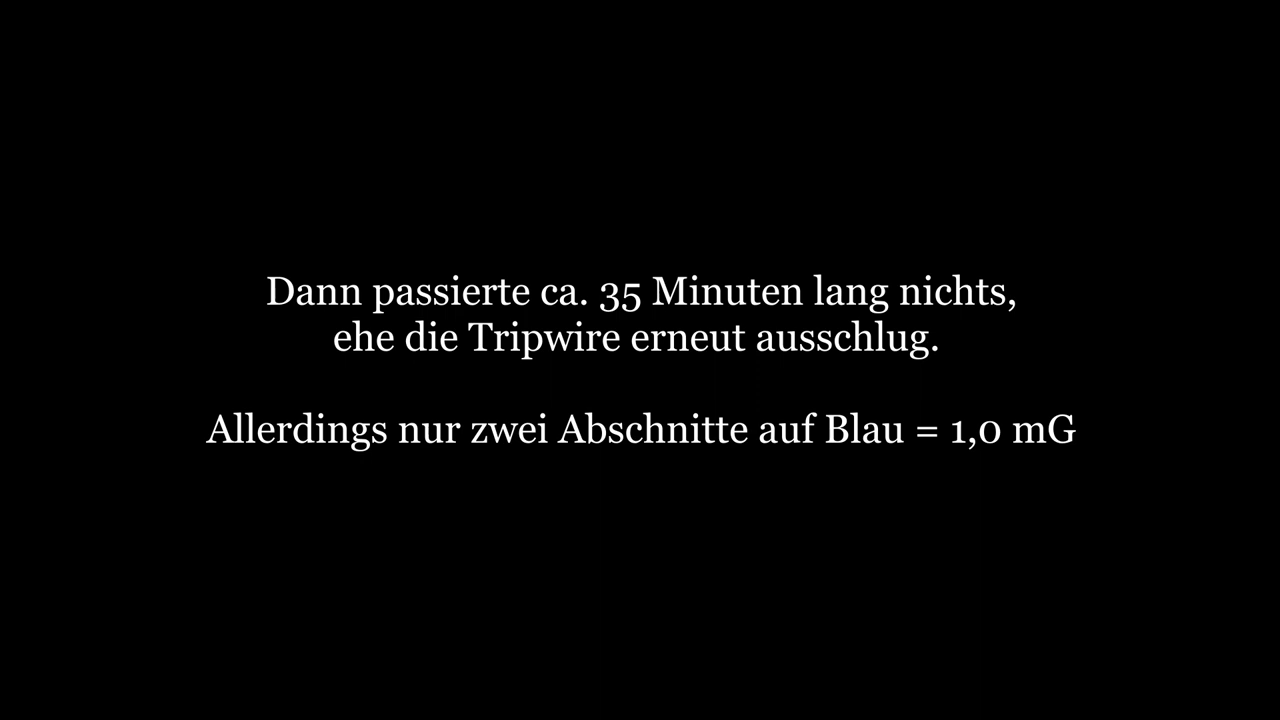 Dann passierte ca. 35 Minuten lang nichts,
ehe die Tripwire erneut ausschlug.
Allerdings nur zwei Abschnitte auf Blau = 1,0 mG